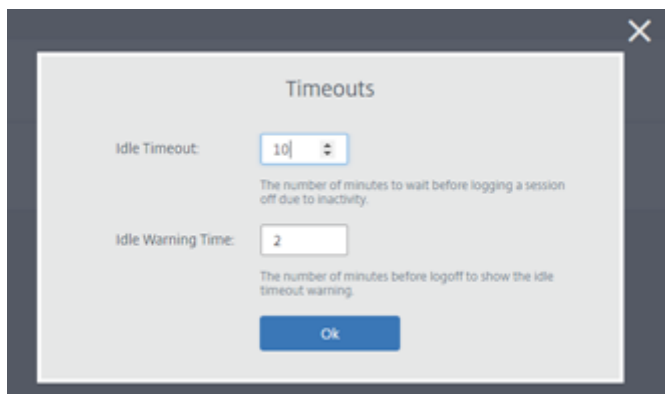 Timeouts
Idle Timeout:
10
The number of minutes to wait before logging a session
off due to inactivity.
Idle Warning Time:
2
The number of minutes before logoff to show the idle
timeout warning.
Ok